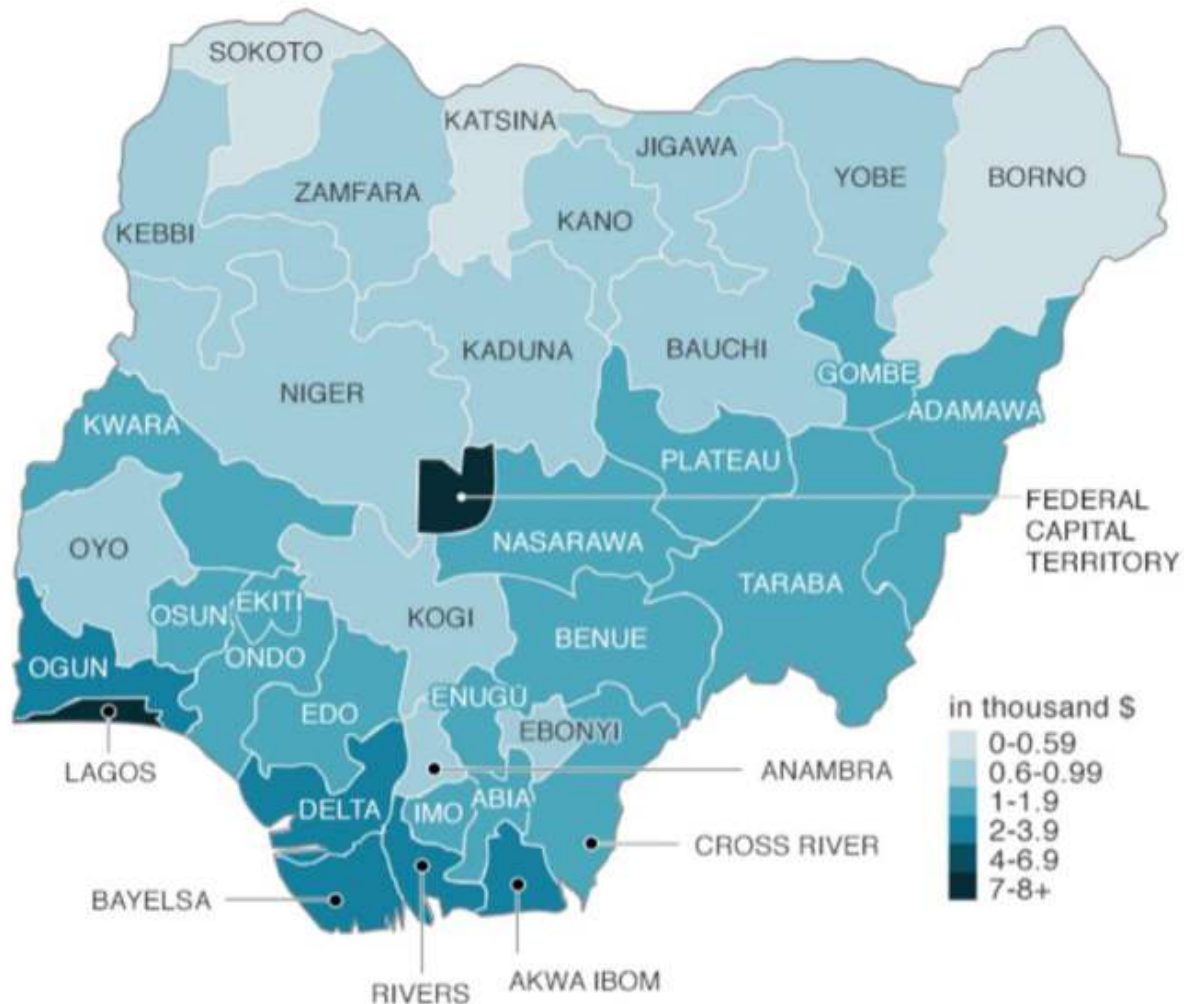 SOKOTO
KATSINA
JIGAWA
YOBE
BORNO
ZAMFARA
KANO
KEBBI
KADUNA
BAUCHI
GOMBE
NIGER
ADAMAWA
KWARA
PLATEAU
FEDERAL
CAPITAL
TERRITORY
NASARAWA
OYO
TARABA
OSUN
EKITI
KOGI
BENUE
ONDO
OGUN
ENUGU
EDO
EBONYI
LAGOS
ANAMBRA
DELTA
IMO
ABIA
CROSS RIVER
BAYELSA
RIVERS
AKWA IBOM
in thousand $
0-0.59
0.6-0.99
1-1.9
2-3.9
4-6.9
7-8+